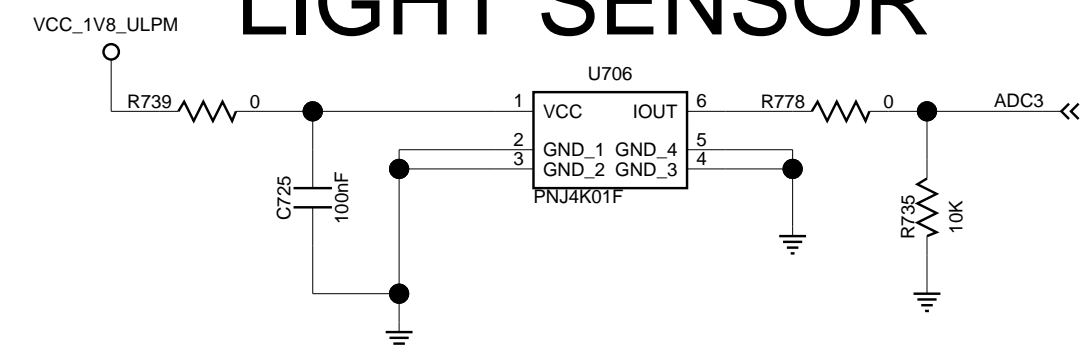 LIGHT SENSOR
VCC_1V8_ULPM
U706
R739 0
1 VCC IOUT 6
R778 0
ADC3
2 GND_1 GND_4 5
3 GND_2 GND_3 4
PNJ4K01F
C725
100nF
R735
10K